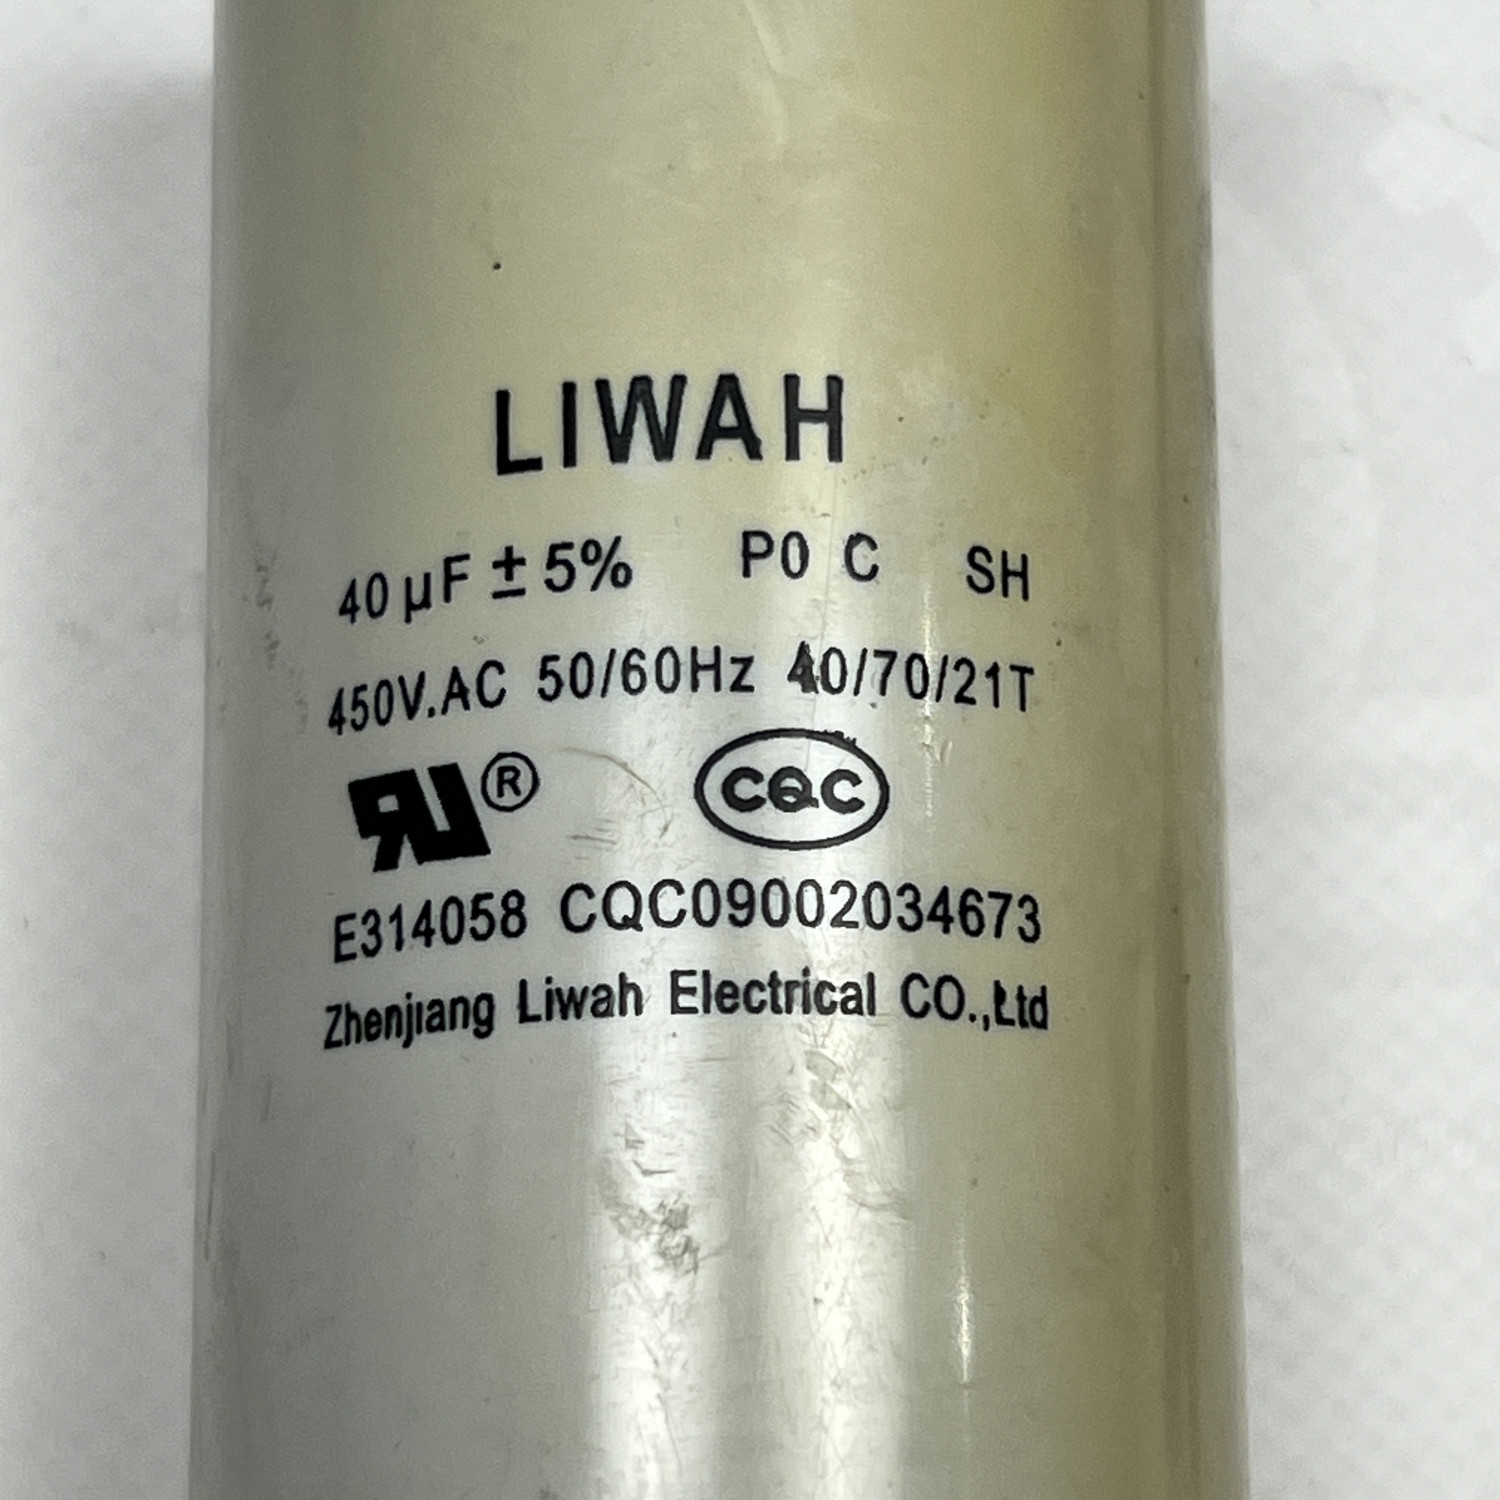 LIWAH
40µF±5% P0 C SH
450V.AC 50/60Hz 40/70/21T
RU® CQC
E314058 CQC09002034673
Zhenjiang Liwah Electrical CO.,Ltd